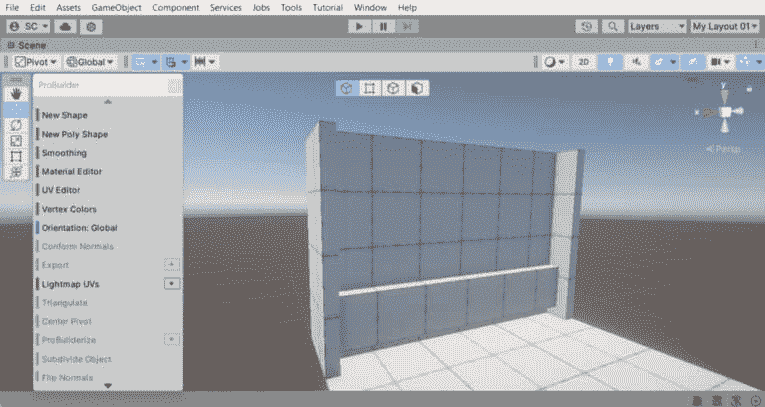 File Edit Assets GameObject Component Services Jobs Tools Tutorial Window Help
SC Layers My Layout 01
Scene
Pivot Global 2D
ProBuilder
New Shape
New Poly Shape
Smoothing
Material Editor
UV Editor
Vertex Colors
Orientation: Global
Conform Normals
Export +
Lightmap UVs +
Triangulate
Center Pivot
ProBuilderize +
Subdivide Object
Flip Normals
y
x
Persp